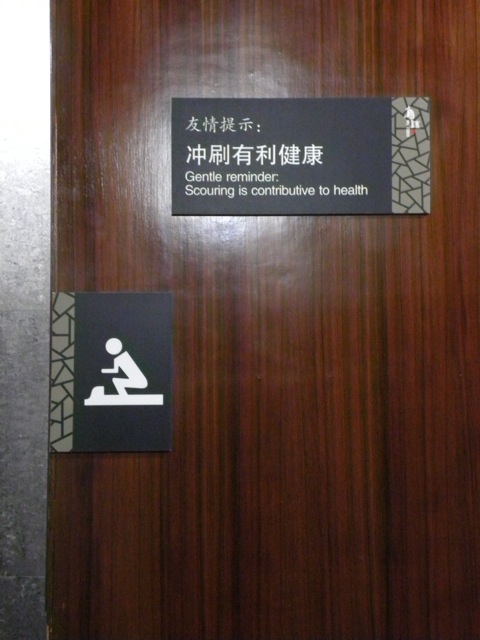 友情提示：
冲刷有利健康
Gentle reminder:
Scouring is contributive to health